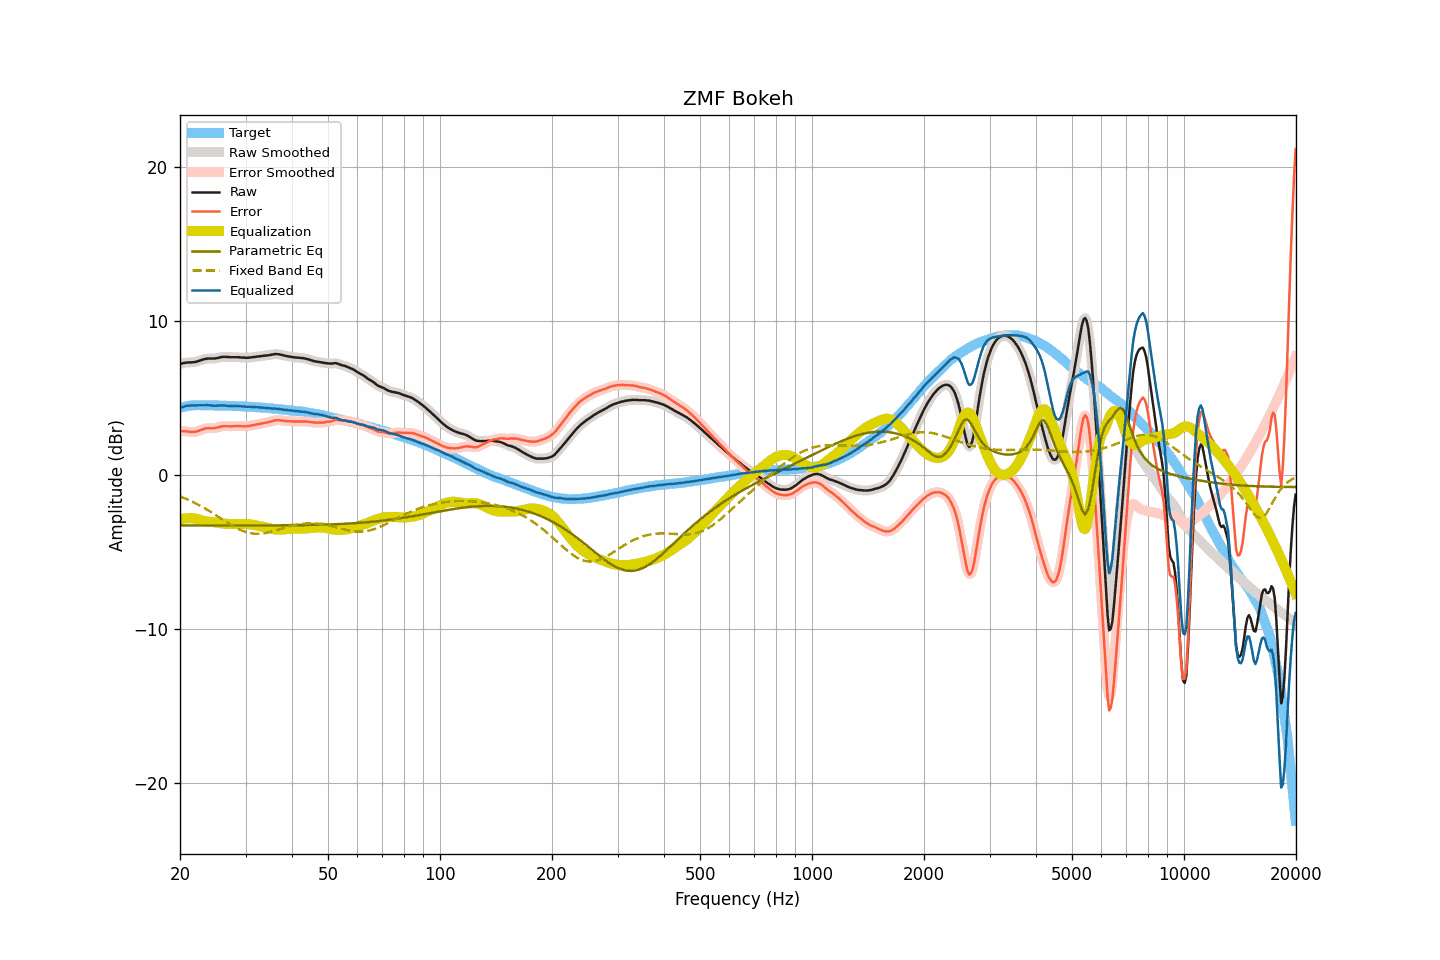 ZMF Bokeh
Target
Raw Smoothed
Error Smoothed
Raw
Error
Equalization
Parametric Eq
Fixed Band Eq
Equalized
20
10
0
−10
−20
Amplitude (dBr)
20 50 100 200 500 1000 2000 5000 10000 20000
Frequency (Hz)